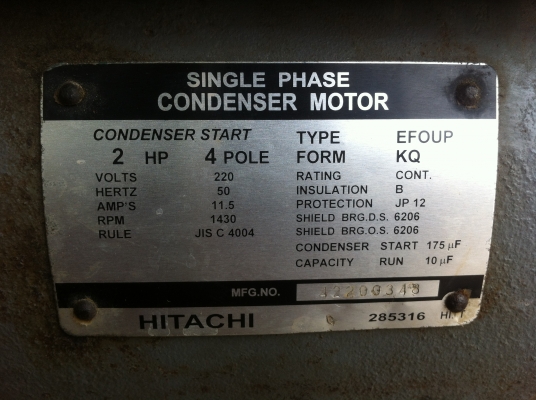 SINGLE PHASE
CONDENSER MOTOR
CONDENSER START
2 HP 4 POLE
VOLTS 220
HERTZ 50
AMP'S 11.5
RPM 1430
RULE JIS C 4004
TYPE EFOUP
FORM KQ
RATING CONT.
INSULATION B
PROTECTION JP 12
SHIELD BRG.D.S. 6206
SHIELD BRG.O.S. 6206
CONDENSER START 175 µF
CAPACITY RUN 10 µF
MFG.NO.
HITACHI 285316